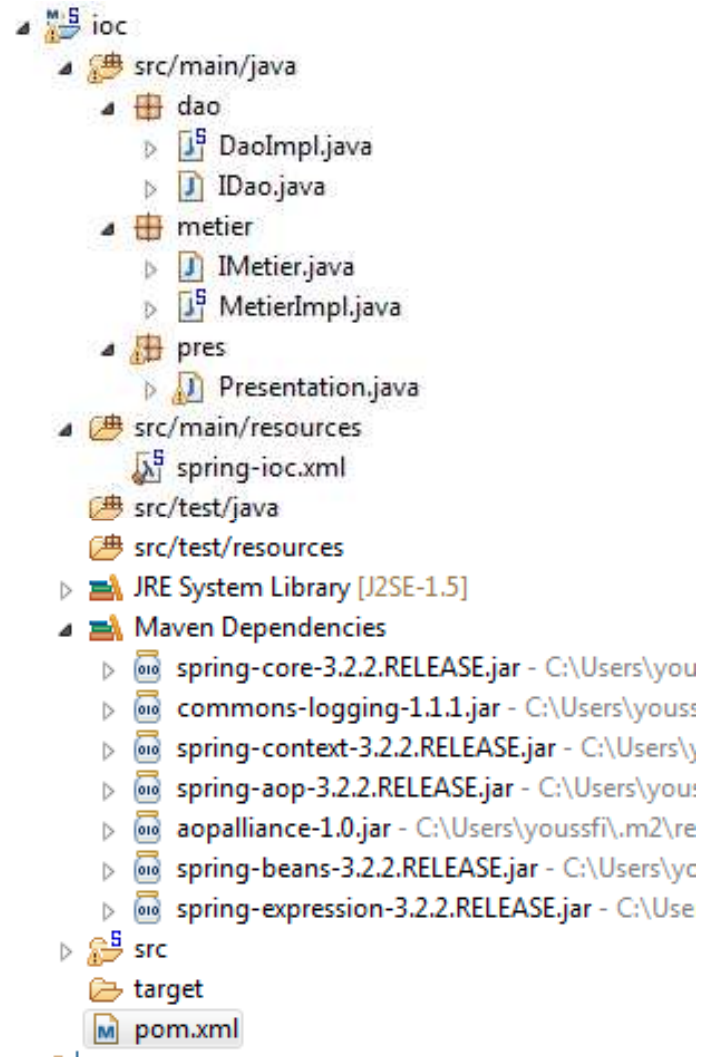 ioc
src/main/java
dao
DaoImpl.java
IDao.java
metier
IMetier.java
MetierImpl.java
pres
Presentation.java
src/main/resources
spring-ioc.xml
src/test/java
src/test/resources
JRE System Library [J2SE-1.5]
Maven Dependencies
spring-core-3.2.2.RELEASE.jar - C:\Users\you
commons-logging-1.1.1.jar - C:\Users\youss
spring-context-3.2.2.RELEASE.jar - C:\Users\y
spring-aop-3.2.2.RELEASE.jar - C:\Users\yous
aopalliance-1.0.jar - C:\Users\youssfi\.m2\re
spring-beans-3.2.2.RELEASE.jar - C:\Users\yo
spring-expression-3.2.2.RELEASE.jar - C:\Use
src
target
pom.xml